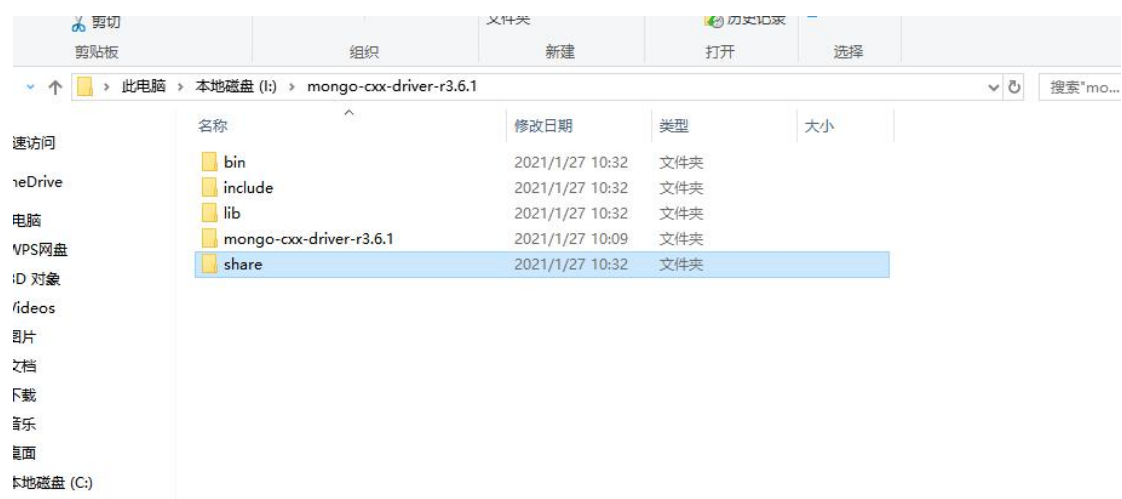 剪切
文件夹
历史记录
剪贴板
组织
新建
打开
选择
此电脑 > 本地磁盘 (I:) > mongo-cxx-driver-r3.6.1
搜索"mo...
名称
修改日期
类型
大小
速访问
neDrive
电脑
WPS网盘
3D 对象
Videos
图片
文档
下载
音乐
桌面
本地磁盘 (C:)
bin 2021/1/27 10:32 文件夹
include 2021/1/27 10:32 文件夹
lib 2021/1/27 10:32 文件夹
mongo-cxx-driver-r3.6.1 2021/1/27 10:09 文件夹
share 2021/1/27 10:32 文件夹